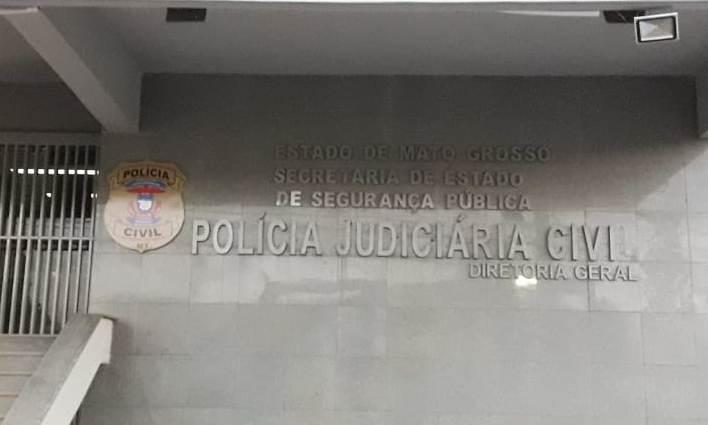 ESTADO DE MATO GROSSO
SECRETARIA DE ESTADO
DE SEGURANÇA PÚBLICA
POLÍCIA JUDICIÁRIA CIVIL
DIRETORIA GERAL
POLÍCIA
CIVIL
MT